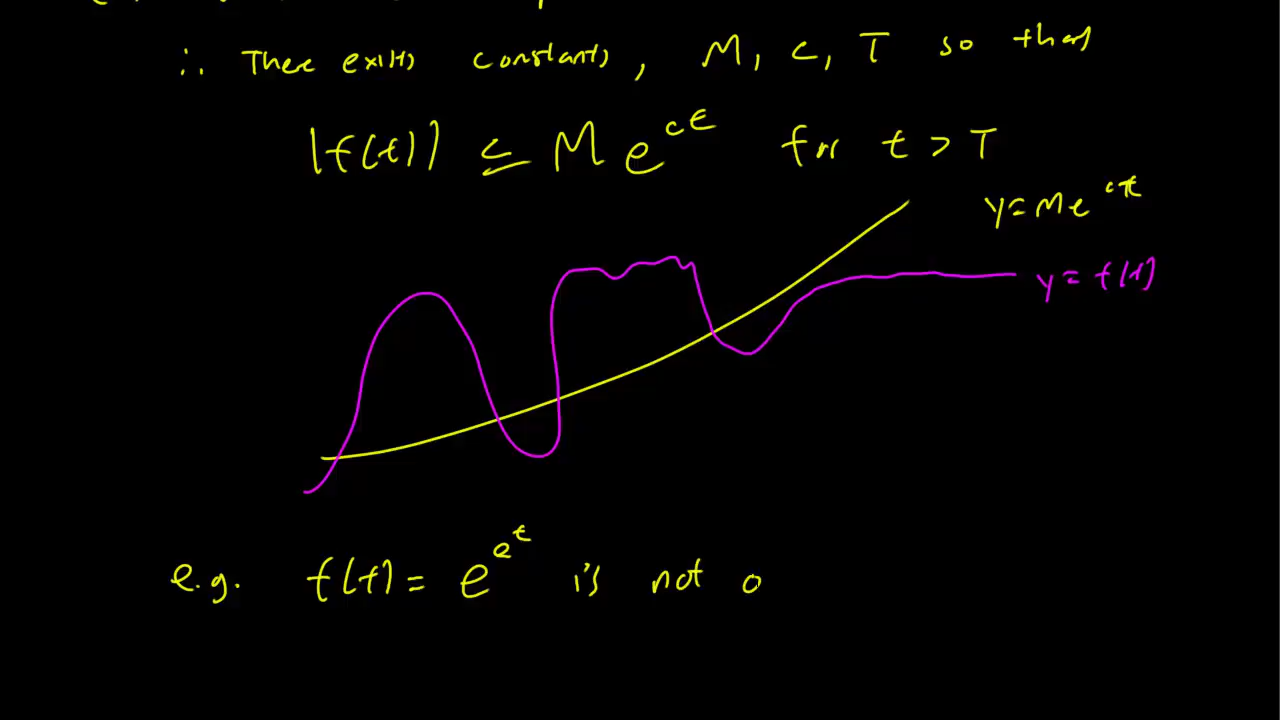 ∴ There exists constants, M, c, T so that
|f(t)| ≤ Me^{ct} for t > T
y = Me^{ct}
y = f(t)
e.g. f(t) = e^{e^t} is not o